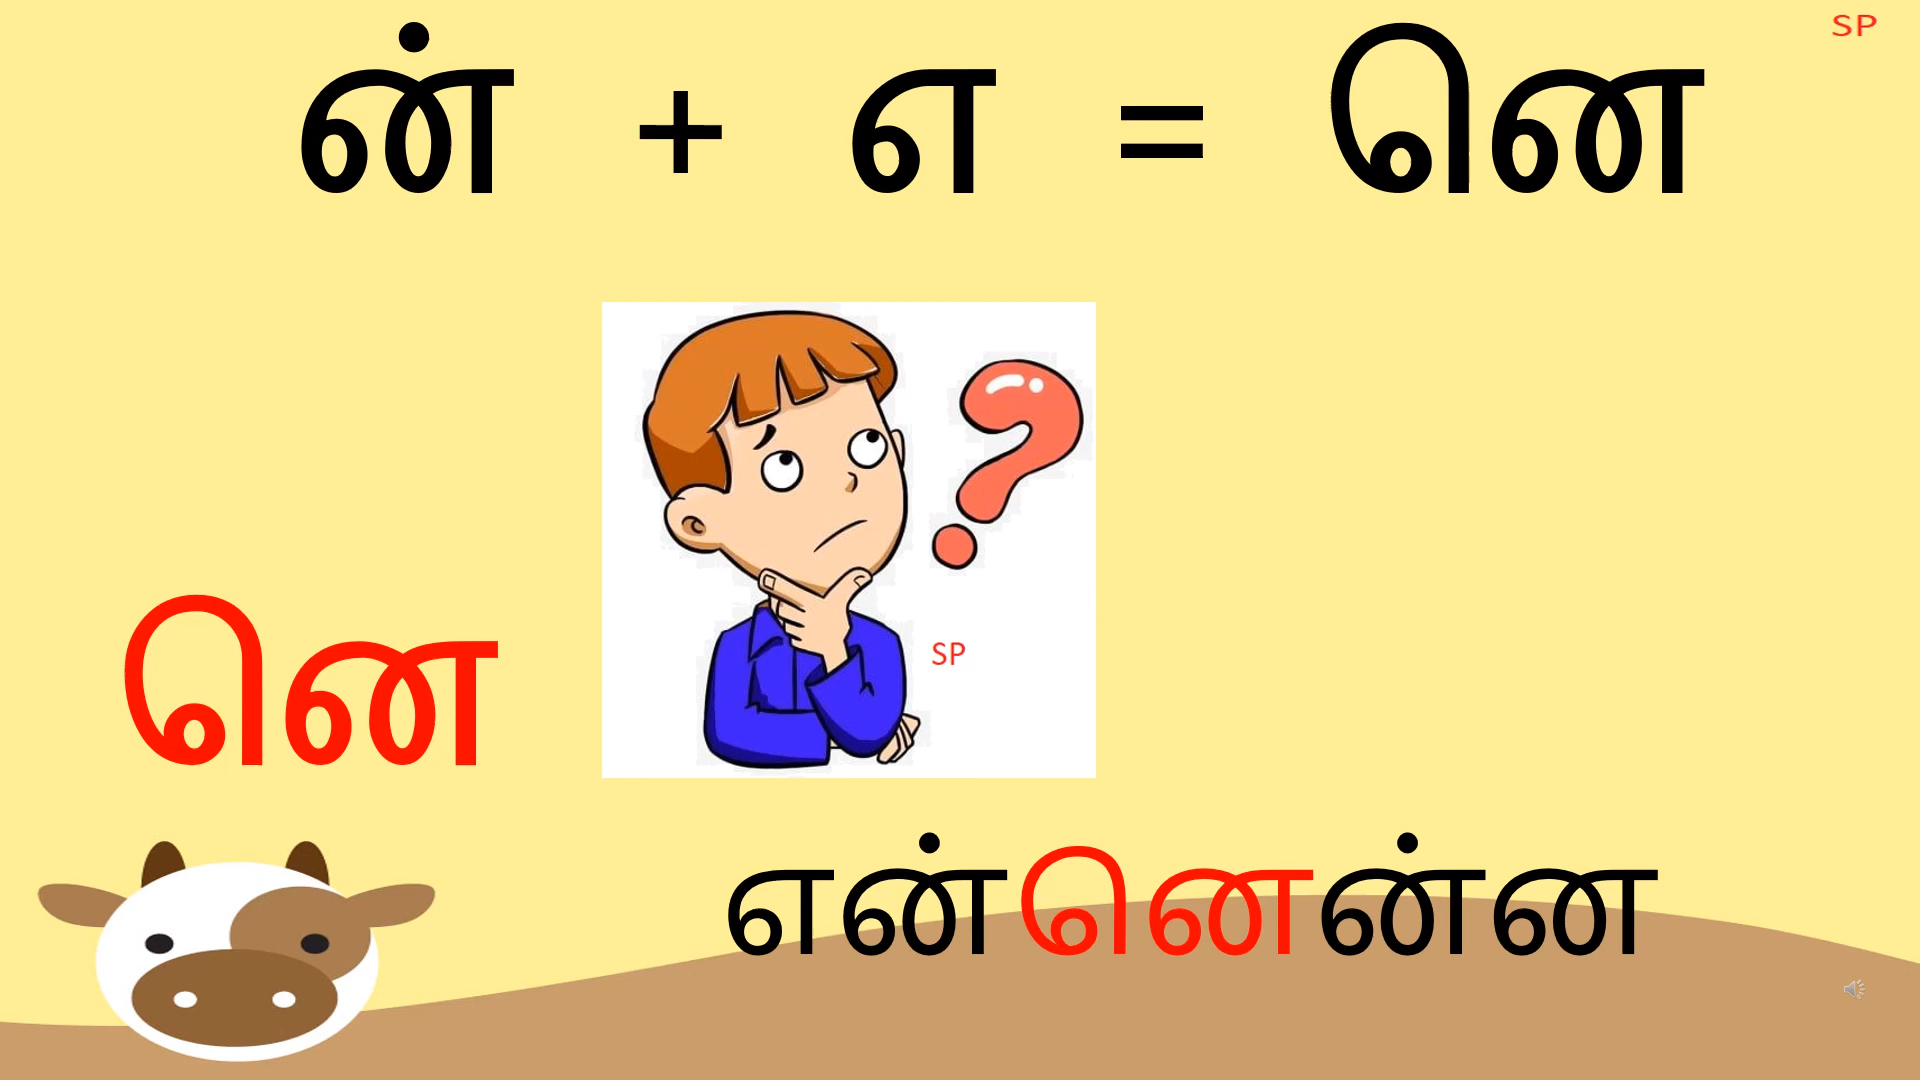 SP
ன் + எ = னெ
SP
னெ
என்னென்ன